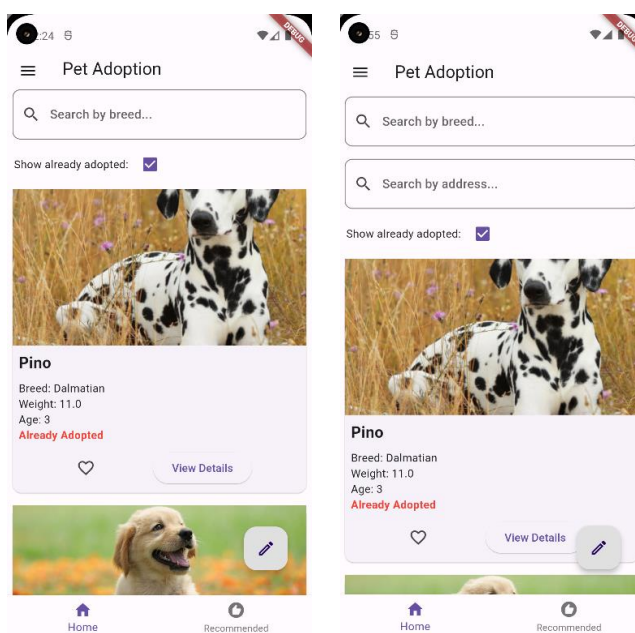 :24
DEBUG
Pet Adoption
Search by breed...
Show already adopted:
Pino
Breed: Dalmatian
Weight: 11.0
Age: 3
Already Adopted
View Details
Home
Recommended
55
DEBUG
Pet Adoption
Search by breed...
Search by address...
Show already adopted:
Pino
Breed: Dalmatian
Weight: 11.0
Age: 3
Already Adopted
View Details
Home
Recommended